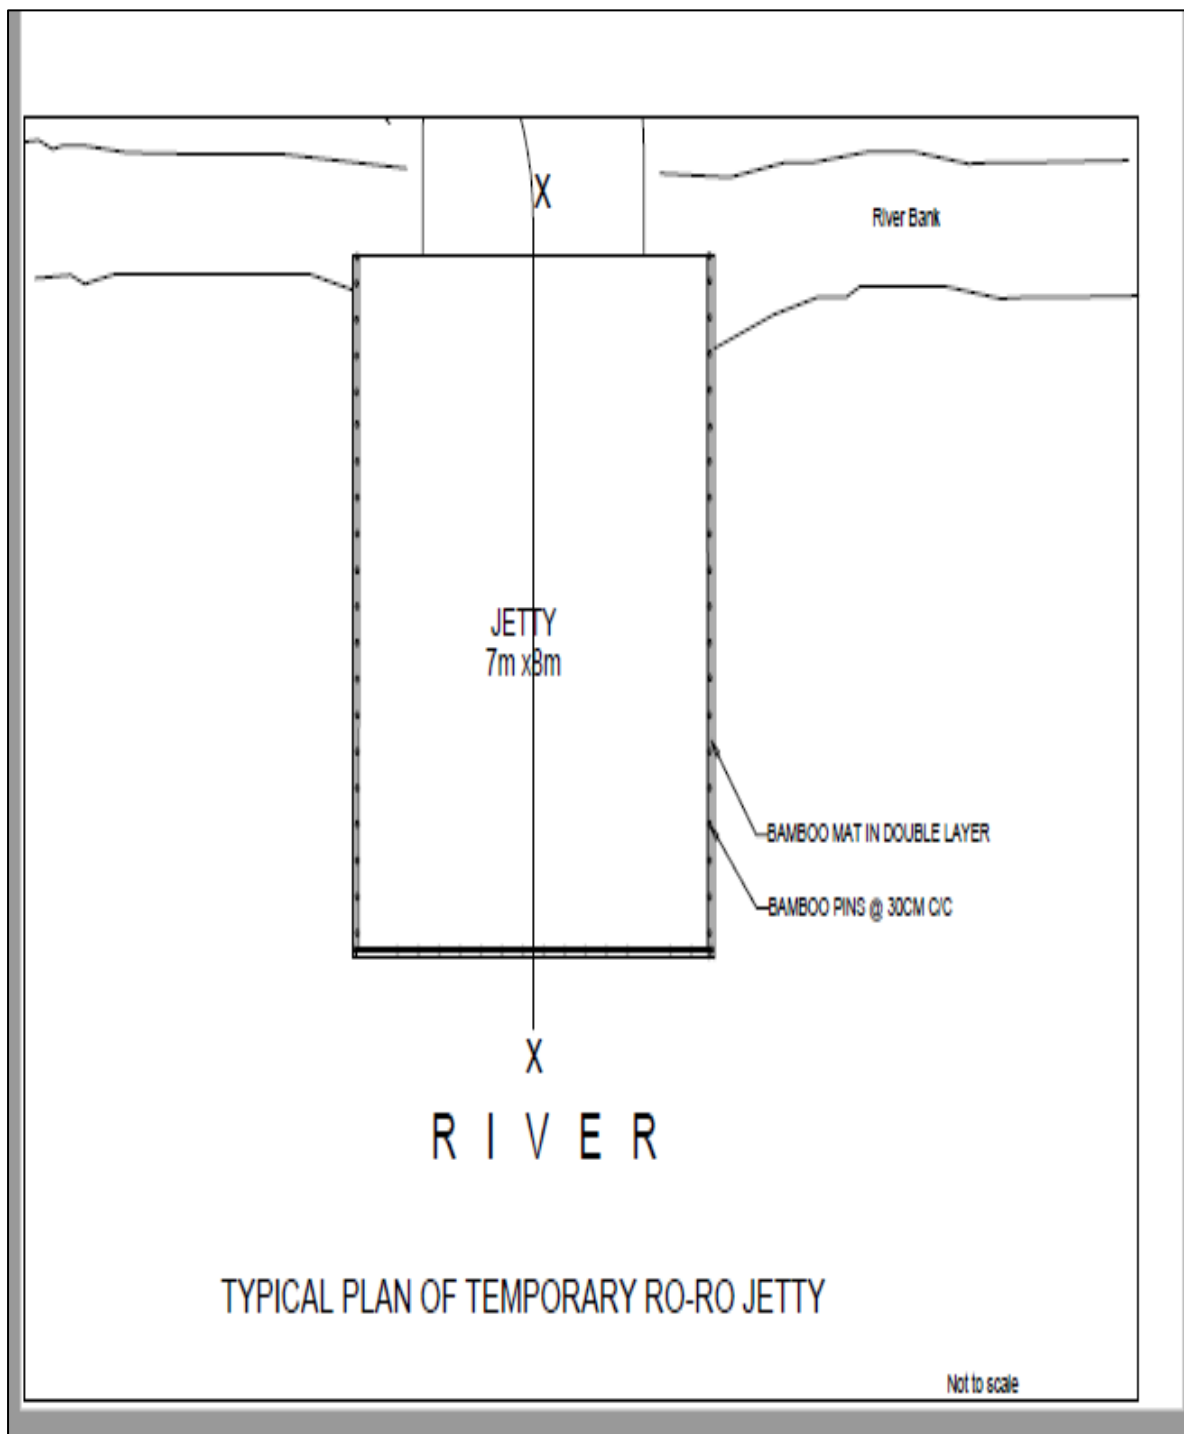 X
River Bank
JETTY
7m x8m
BAMBOO MAT IN DOUBLE LAYER
BAMBOO PINS @ 30CM C/C
X
RIVER
TYPICAL PLAN OF TEMPORARY RO-RO JETTY
Not to scale